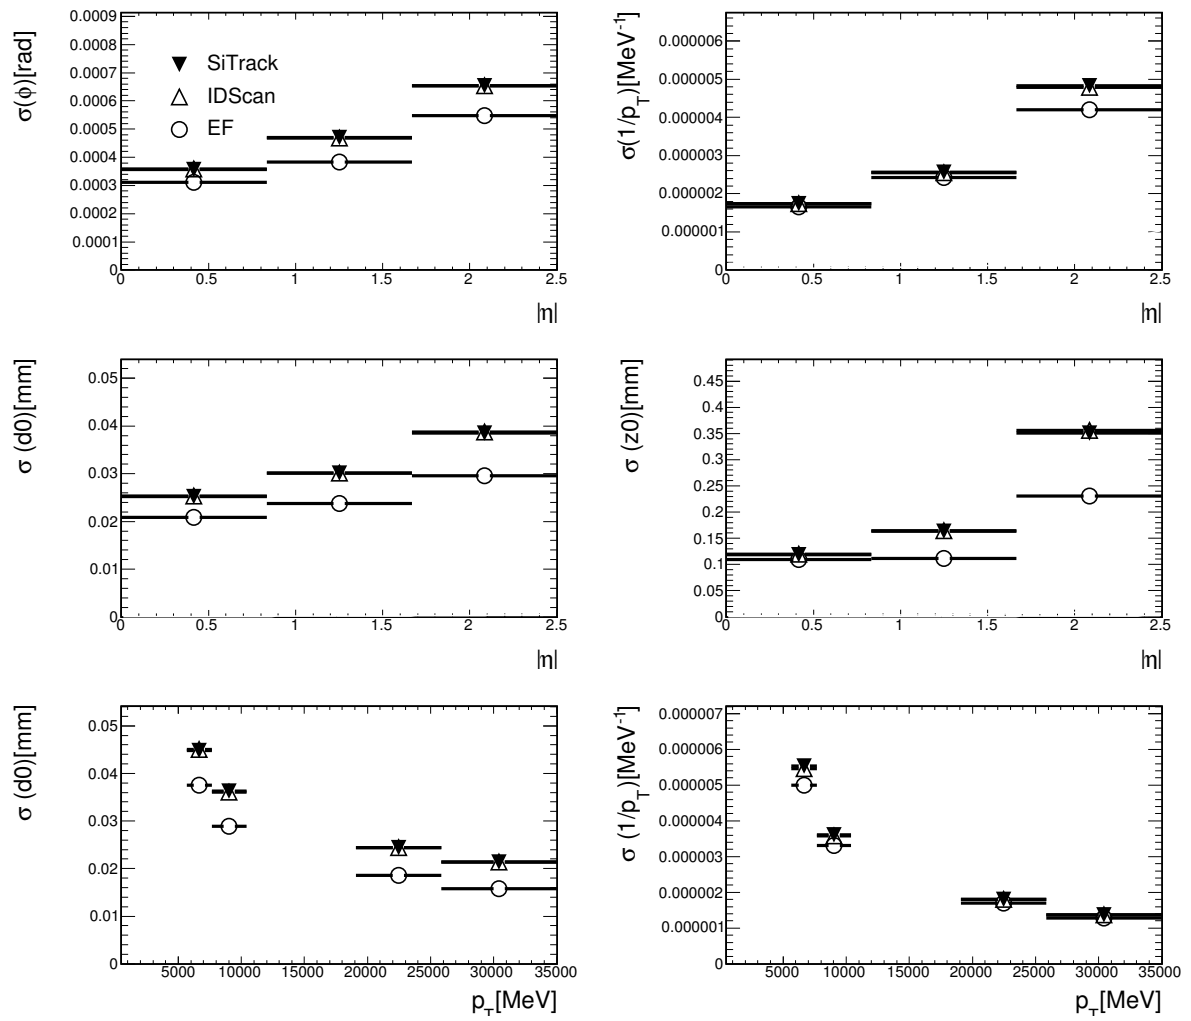 σ(ϕ)[rad]
0.0009
0.0008
0.0007
0.0006
0.0005
0.0004
0.0003
0.0002
0.0001
0
0 0.5 1 1.5 2 2.5
|η|
SiTrack
IDScan
EF
σ(1/p_T)[MeV⁻¹]
0.000006
0.000005
0.000004
0.000003
0.000002
0.000001
0
0 0.5 1 1.5 2 2.5
|η|
σ (d0)[mm]
0.05
0.04
0.03
0.02
0.01
0
0 0.5 1 1.5 2 2.5
|η|
σ (z0)[mm]
0.45
0.4
0.35
0.3
0.25
0.2
0.15
0.1
0.05
0
0 0.5 1 1.5 2 2.5
|η|
σ (d0)[mm]
0.05
0.04
0.03
0.02
0.01
0
5000 10000 15000 20000 25000 30000 35000
p_T[MeV]
σ (1/p_T)[MeV⁻¹]
0.000007
0.000006
0.000005
0.000004
0.000003
0.000002
0.000001
0
5000 10000 15000 20000 25000 30000 35000
p_T[MeV]